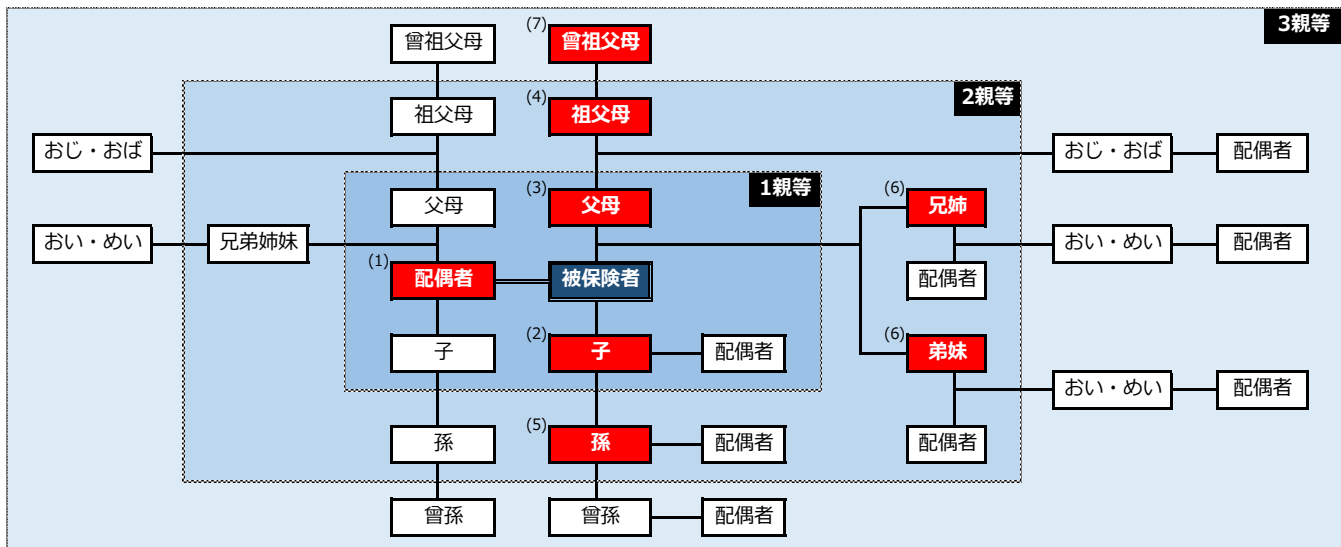 3親等
曾祖父母
(7)
曾祖父母
2親等
祖父母
(4)
祖父母
おじ・おば
おじ・おば
配偶者
1親等
父母
(3)
父母
(6)
兄姉
おい・めい
兄弟姉妹
おい・めい
配偶者
(1)
配偶者
被保険者
配偶者
子
(2)
子
配偶者
(6)
弟妹
おい・めい
配偶者
孫
(5)
孫
配偶者
配偶者
曾孫
曾孫
配偶者